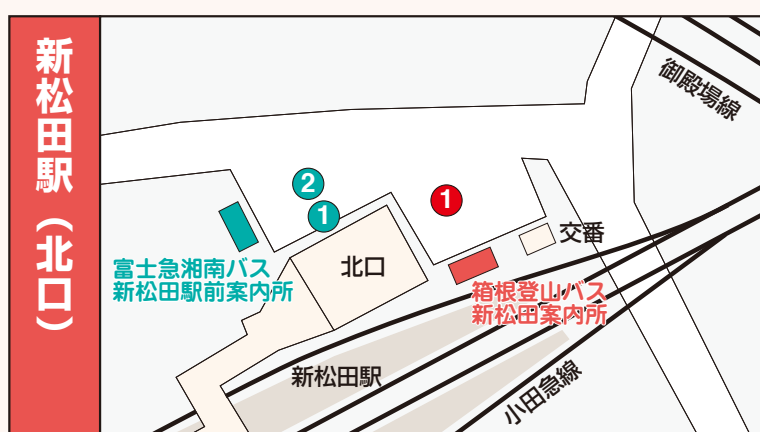 新松田駅（北口）
御殿場線
2
1
1
交番
北口
富士急湘南バス
新松田駅前案内所
箱根登山バス
新松田案内所
新松田駅
小田急線